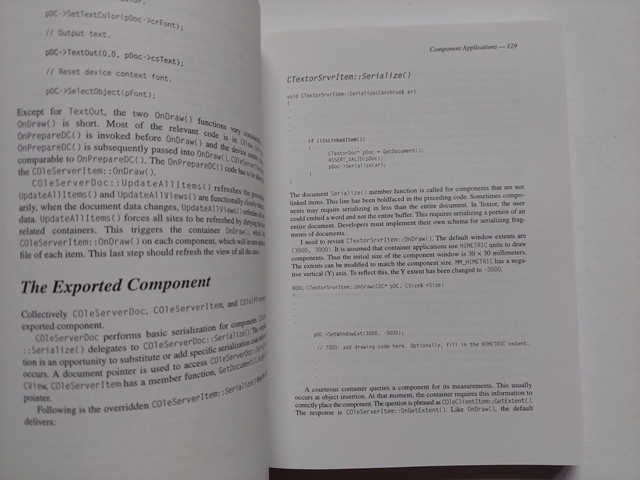 pDC->SetTextColor(pDoc->crFont);
// Output text.
pDC->TextOut(0,0, pDoc->csText);
// Reset device context font.
pDC->SelectObject(pFont);
Except for TextOut, the two OnDraw() functions vary
OnDraw() is short. Most of the relevant code is in
OnPrepareDC() is invoked before OnDraw() and the device
OnPrepareDC() is subsequently passed into OnDraw().
comparable to OnPrepareDC(). The OnPrepareDC() code has to be
the COleServerItem::OnDraw().
COleServerDoc::UpdateAllItems() refreshes the
UpdateAllItems() and UpdateAllViews() are functionally
arily, when the document data changes, UpdateAllViews()
data. UpdateAllItems() forces all sites to be refreshed by
related containers. This triggers the container OnDraw(), which
COleServerItem::OnDraw() on each component, which will in turn
file of each item. This last step should refresh the view of all the sites.
The Exported Component
Collectively COleServerDoc, COleServerItem, and
exported component.
COleServerDoc performs basic serialization for components.
::Serialize() delegates to COleServerDoc::Serialize().
tion is an opportunity to substitute or add specific serialization code
occurs. A document pointer is used to access
CView, COleServerItem has a member function, GetDocument()
pointer.
Following is the overridden COleServerItem::Serialize() that the
delivers:
Component Applications — 129
CTextorSrvrItem::Serialize()
void CTextorSrvrItem::Serialize(CArchive& ar)
{
.
.
.
if (!IsLinkedItem())
{
CTextorDoc* pDoc = GetDocument();
ASSERT_VALID(pDoc);
pDoc->Serialize(ar);
}
}
The document Serialize() member function is called for components that are not
linked items. This line has been boldfaced in the preceding code. Sometimes compo-
nents may require serializing in less than the entire document. In Textor, the user
could embed a word and not the entire buffer. This requires serializing a portion of an
entire document. Developers must implement their own schema for serializing frag-
ments of documents.
I need to revisit CTextorSrvrItem::OnDraw(). The default window extents are
(3000, 3000). It is assumed that container applications use HIMETRIC units to draw
components. Thus the initial size of the component window is 30 x 30 millimeters.
The extents can be modified to match the component size. MM_HIMETRIC has a nega-
tive vertical (Y) axis. To reflect this, the Y extent has been changed to -3000.
BOOL CTextorSrvrItem::OnDraw(CDC* pDC, CSize& rSize)
{
.
.
.
pDC->SetWindowExt(3000, -3000);
// TODO: add drawing code here. Optionally, fill in the HIMETRIC extent.
.
.
.
A courteous container queries a component for its measurements. This usually
occurs at object insertion. At that moment, the container requires this information to
correctly place the component. The question is phrased as COleClientItem::GetExtent().
The response is COleServerItem::OnGetExtent(). Like OnDraw(), the default